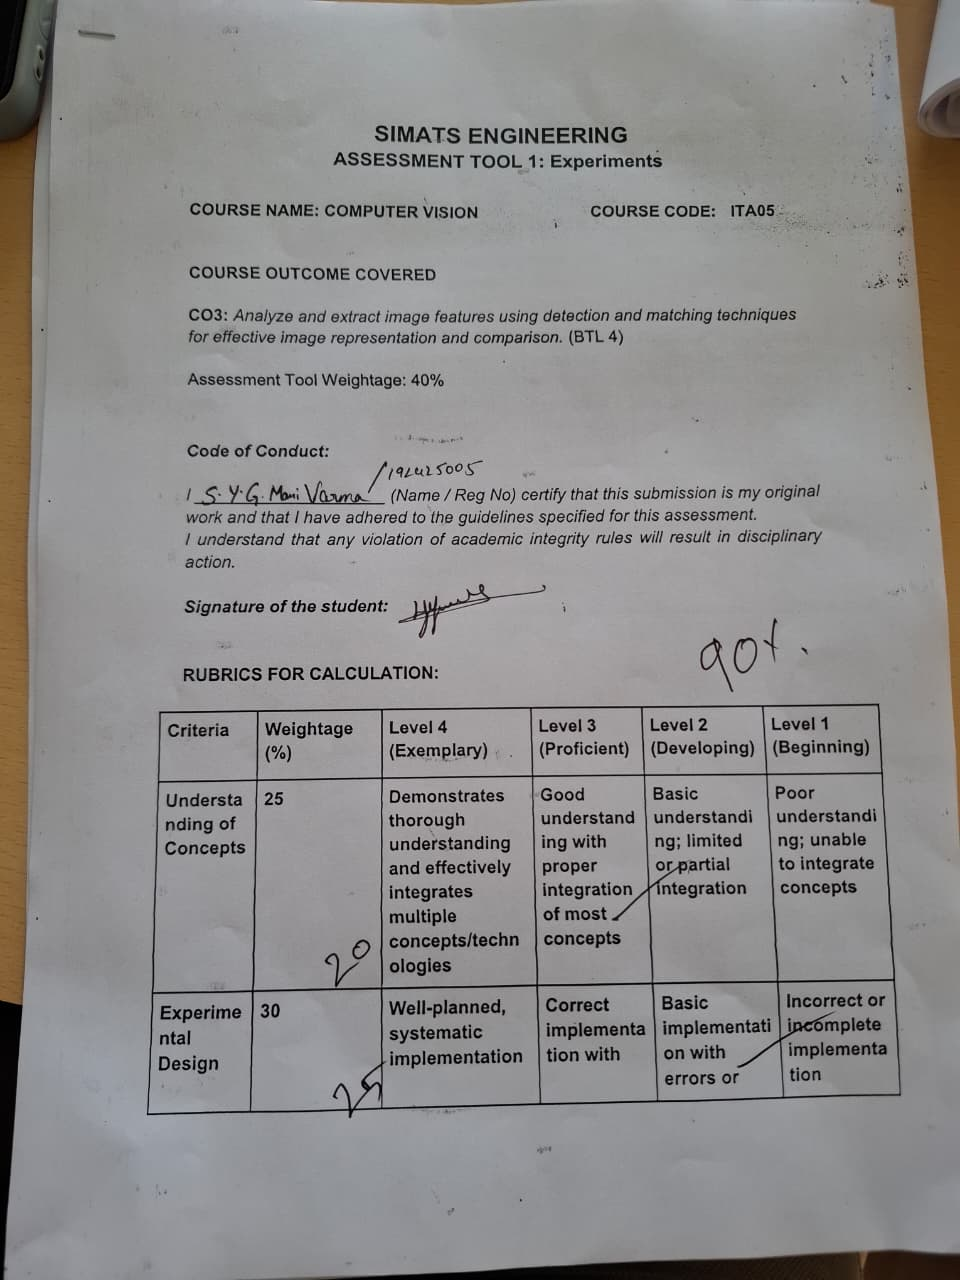 SIMATS ENGINEERING
ASSESSMENT TOOL 1: Experiments
COURSE NAME: COMPUTER VISION COURSE CODE: ITA05
COURSE OUTCOME COVERED
CO3: Analyze and extract image features using detection and matching techniques
for effective image representation and comparison. (BTL 4)
Assessment Tool Weightage: 40%
Code of Conduct:
I S.Y.G. Mani Varma /192425005 (Name / Reg No) certify that this submission is my original
work and that I have adhered to the guidelines specified for this assessment.
I understand that any violation of academic integrity rules will result in disciplinary
action.
Signature of the student:
90%.
RUBRICS FOR CALCULATION:
Criteria
Weightage
(%)
Level 4
(Exemplary)
Level 3
(Proficient)
Level 2
(Developing)
Level 1
(Beginning)
Understa
nding of
Concepts
25
20
Demonstrates
thorough
understanding
and effectively
integrates
multiple
concepts/techn
ologies
Good
understand
ing with
proper
integration
of most
concepts
Basic
understandi
ng; limited
or partial
integration
Poor
understandi
ng; unable
to integrate
concepts
Experime
ntal
Design
30
25
Well-planned,
systematic
implementation
Correct
implementa
tion with
Basic
implementati
on with
errors or
Incorrect or
incomplete
implementa
tion